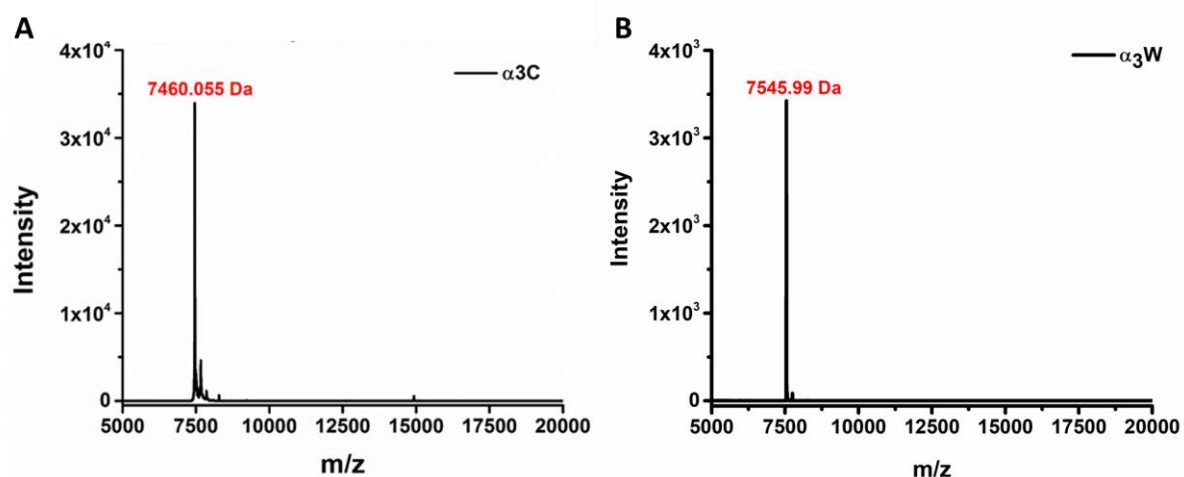 A
α3C
7460.055 Da
4x10⁴
3x10⁴
2x10⁴
1x10⁴
0
Intensity
5000 7500 10000 12500 15000 17500 20000
m/z
B
α₃W
7545.99 Da
4x10³
3x10³
2x10³
1x10³
0
Intensity
5000 7500 10000 12500 15000 17500 20000
m/z